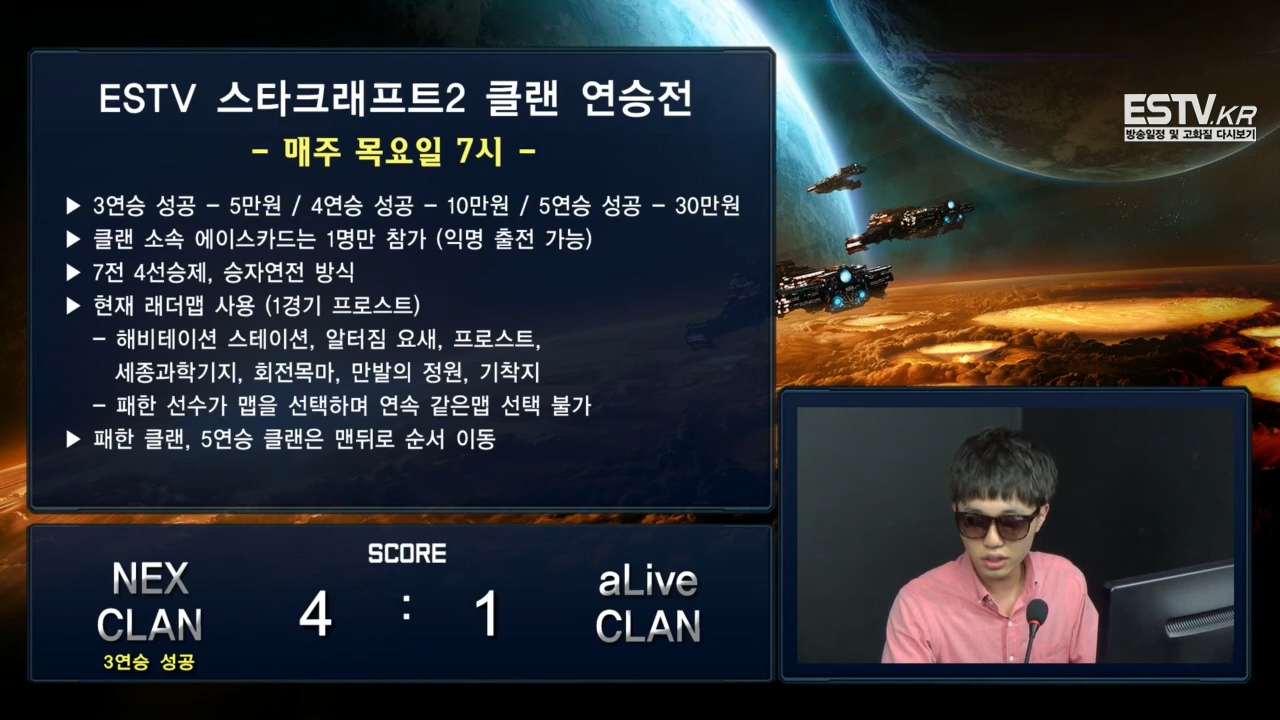 ESTV 스타크래프트2 클랜 연승전
- 매주 목요일 7시 -
▶ 3연승 성공 - 5만원 / 4연승 성공 - 10만원 / 5연승 성공 - 30만원
▶ 클랜 소속 에이스카드는 1명만 참가 (익명 출전 가능)
▶ 7전 4선승제, 승자연전 방식
▶ 현재 래더맵 사용 (1경기 프로스트)
- 해비테이션 스테이션, 알터짐 요새, 프로스트,
세종과학기지, 회전목마, 만발의 정원, 기착지
- 패한 선수가 맵을 선택하며 연속 같은맵 선택 불가
▶ 패한 클랜, 5연승 클랜은 맨뒤로 순서 이동
ESTV.KR
방송일정 및 고화질 다시보기
SCORE
NEX
CLAN
3연승 성공
4 : 1
aLive
CLAN